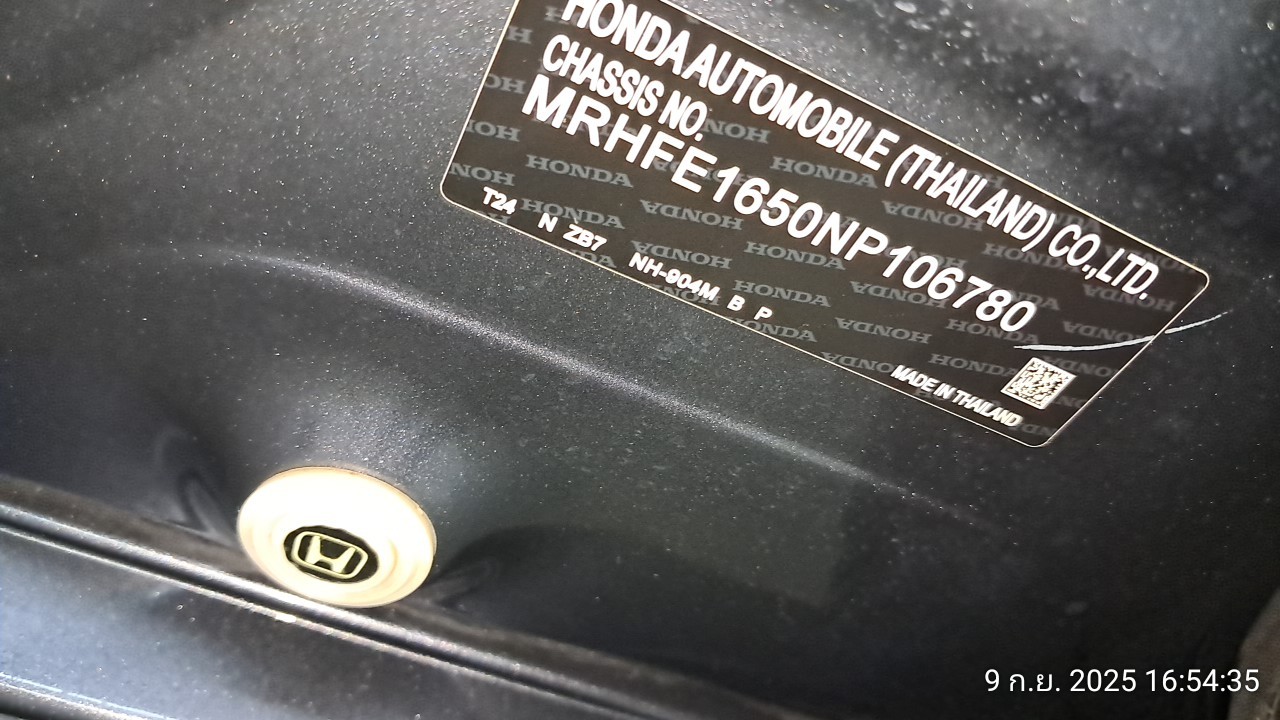 HONDA AUTOMOBILE (THAILAND) CO.,LTD.
CHASSIS NO.
MRHFE1650NP106780
T24 N ZB7 NH-904M B P
MADE IN THAILAND
9 ก.ย. 2025 16:54:35